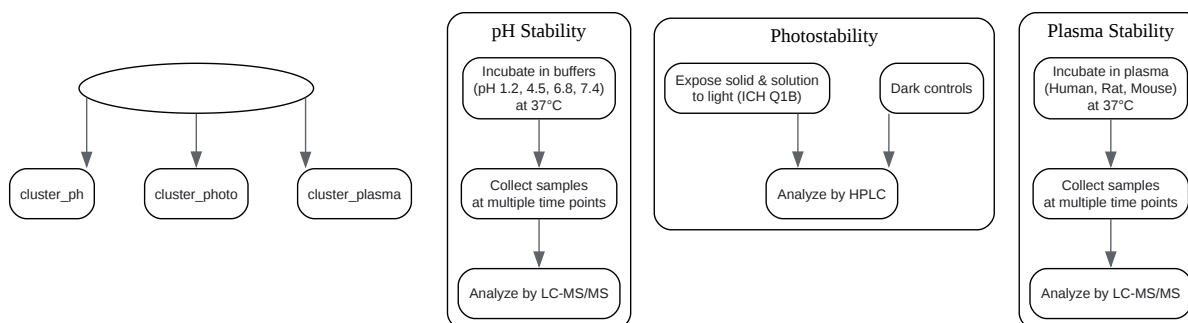 cluster_ph
cluster_photo
cluster_plasma
pH Stability
Incubate in buffers
(pH 1.2, 4.5, 6.8, 7.4)
at 37°C
Collect samples
at multiple time points
Analyze by LC-MS/MS
Photostability
Expose solid & solution
to light (ICH Q1B)
Dark controls
Analyze by HPLC
Plasma Stability
Incubate in plasma
(Human, Rat, Mouse)
at 37°C
Collect samples
at multiple time points
Analyze by LC-MS/MS